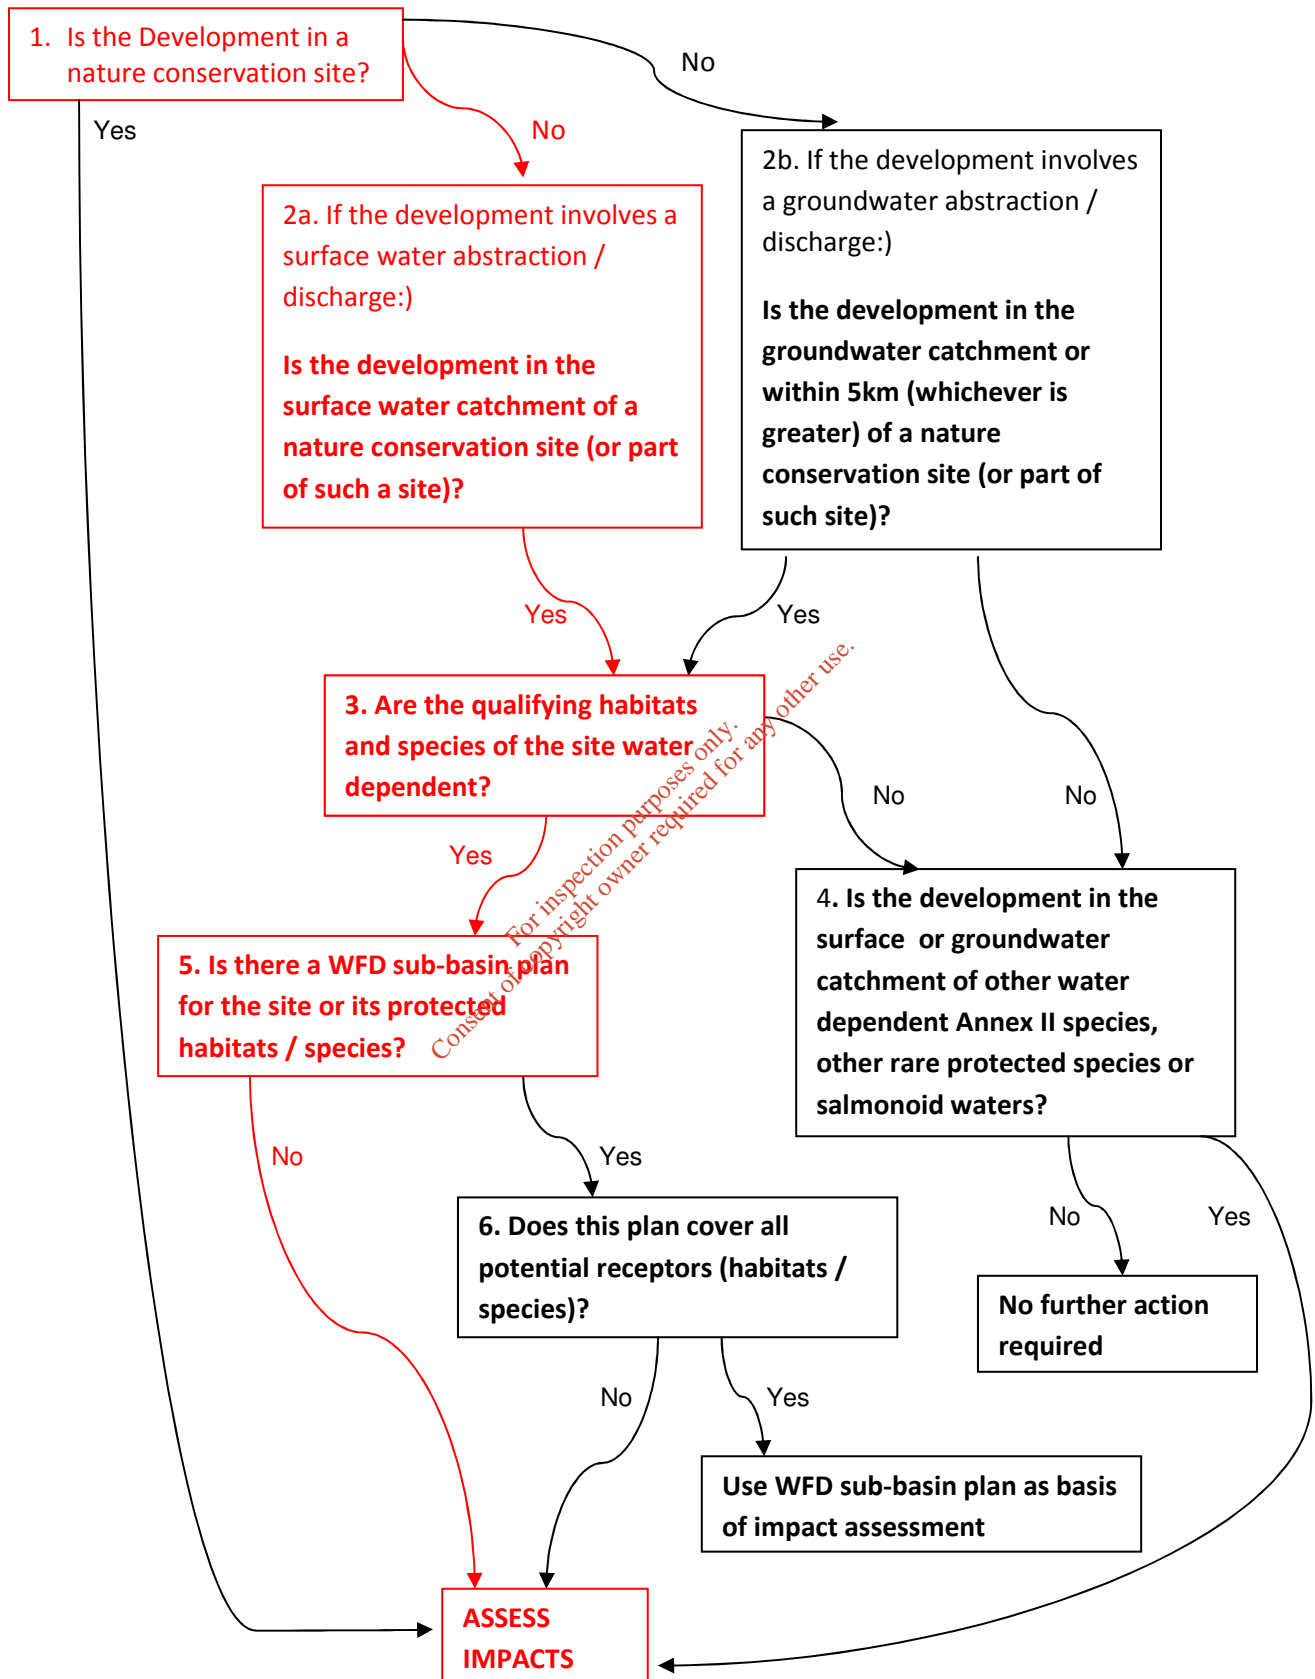 1. Is the Development in a
nature conservation site?
No
Yes
No
2a. If the development involves a
surface water abstraction /
discharge:)
Is the development in the
surface water catchment of a
nature conservation site (or part
of such a site)?
2b. If the development involves
a groundwater abstraction /
discharge:)
Is the development in the
groundwater catchment or
within 5km (whichever is
greater) of a nature
conservation site (or part of
such site)?
Yes
Yes
3. Are the qualifying habitats
and species of the site water
dependent?
No
No
Yes
For inspection purposes only.
Consent of copyright owner required for any other use.
4. Is the development in the
surface or groundwater
catchment of other water
dependent Annex II species,
other rare protected species or
salmonoid waters?
5. Is there a WFD sub-basin plan
for the site or its protected
habitats / species?
No
Yes
No
Yes
6. Does this plan cover all
potential receptors (habitats /
species)?
No further action
required
No
Yes
Use WFD sub-basin plan as basis
of impact assessment
ASSESS
IMPACTS